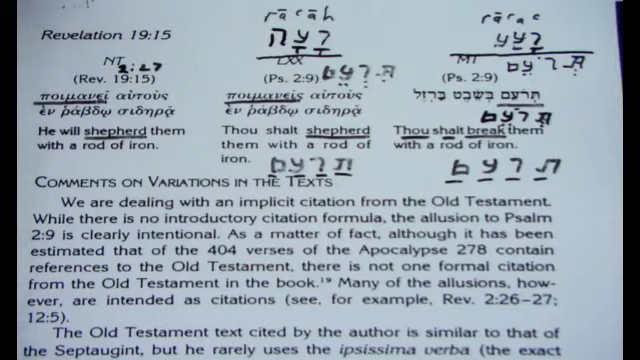 Revelation 19:15
NT
2:27
(Rev. 19:15)
ποιμανεῖ αὐτοὺς
ἐν ῥάβδῳ σιδηρᾷ
He will shepherd them
with a rod of iron.
rācāh
רָעָה
LXX
(Ps. 2:9)
תרעם
ποιμανεῖς αὐτοὺς
ἐν ῥάβδῳ σιδηρᾷ
Thou shalt shepherd
them with a rod of
iron.
תרעם
rācac
רָעַע
MT
(Ps. 2:9)
תרעם
תְּרֹעֵם בְּשֵׁבֶט בַּרְזֶל
תרעם
Thou shalt break them
with a rod of iron.
תרעם
COMMENTS ON VARIATIONS IN THE TEXTS
We are dealing with an implicit citation from the Old Testament.
While there is no introductory citation formula, the allusion to Psalm
2:9 is clearly intentional. As a matter of fact, although it has been
estimated that of the 404 verses of the Apocalypse 278 contain
references to the Old Testament, there is not one formal citation
from the Old Testament in the book.¹⁹ Many of the allusions, how-
ever, are intended as citations (see, for example, Rev. 2:26–27;
12:5).
The Old Testament text cited by the author is similar to that of
the Septaugint, but he rarely uses the ipsissima verba (the exact